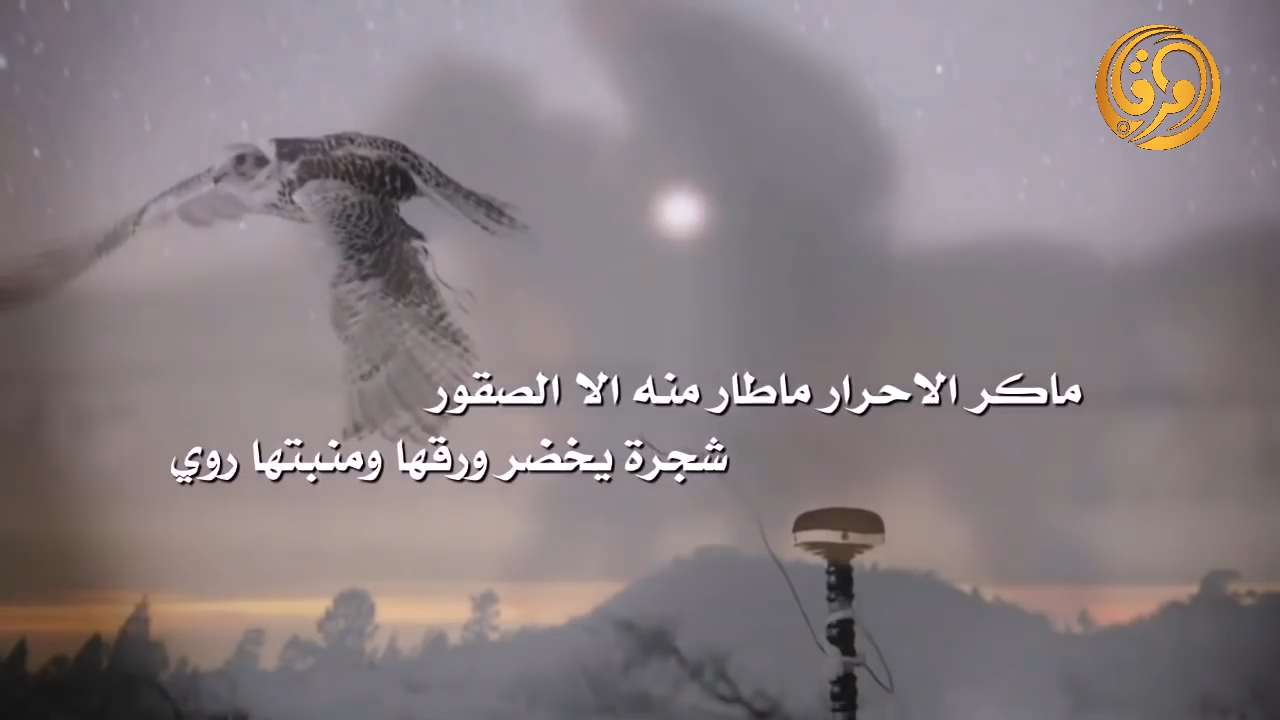 ماكر الاحرار ماطار منه الا الصقور
شجرة يخضر ورقها ومنبتها روي